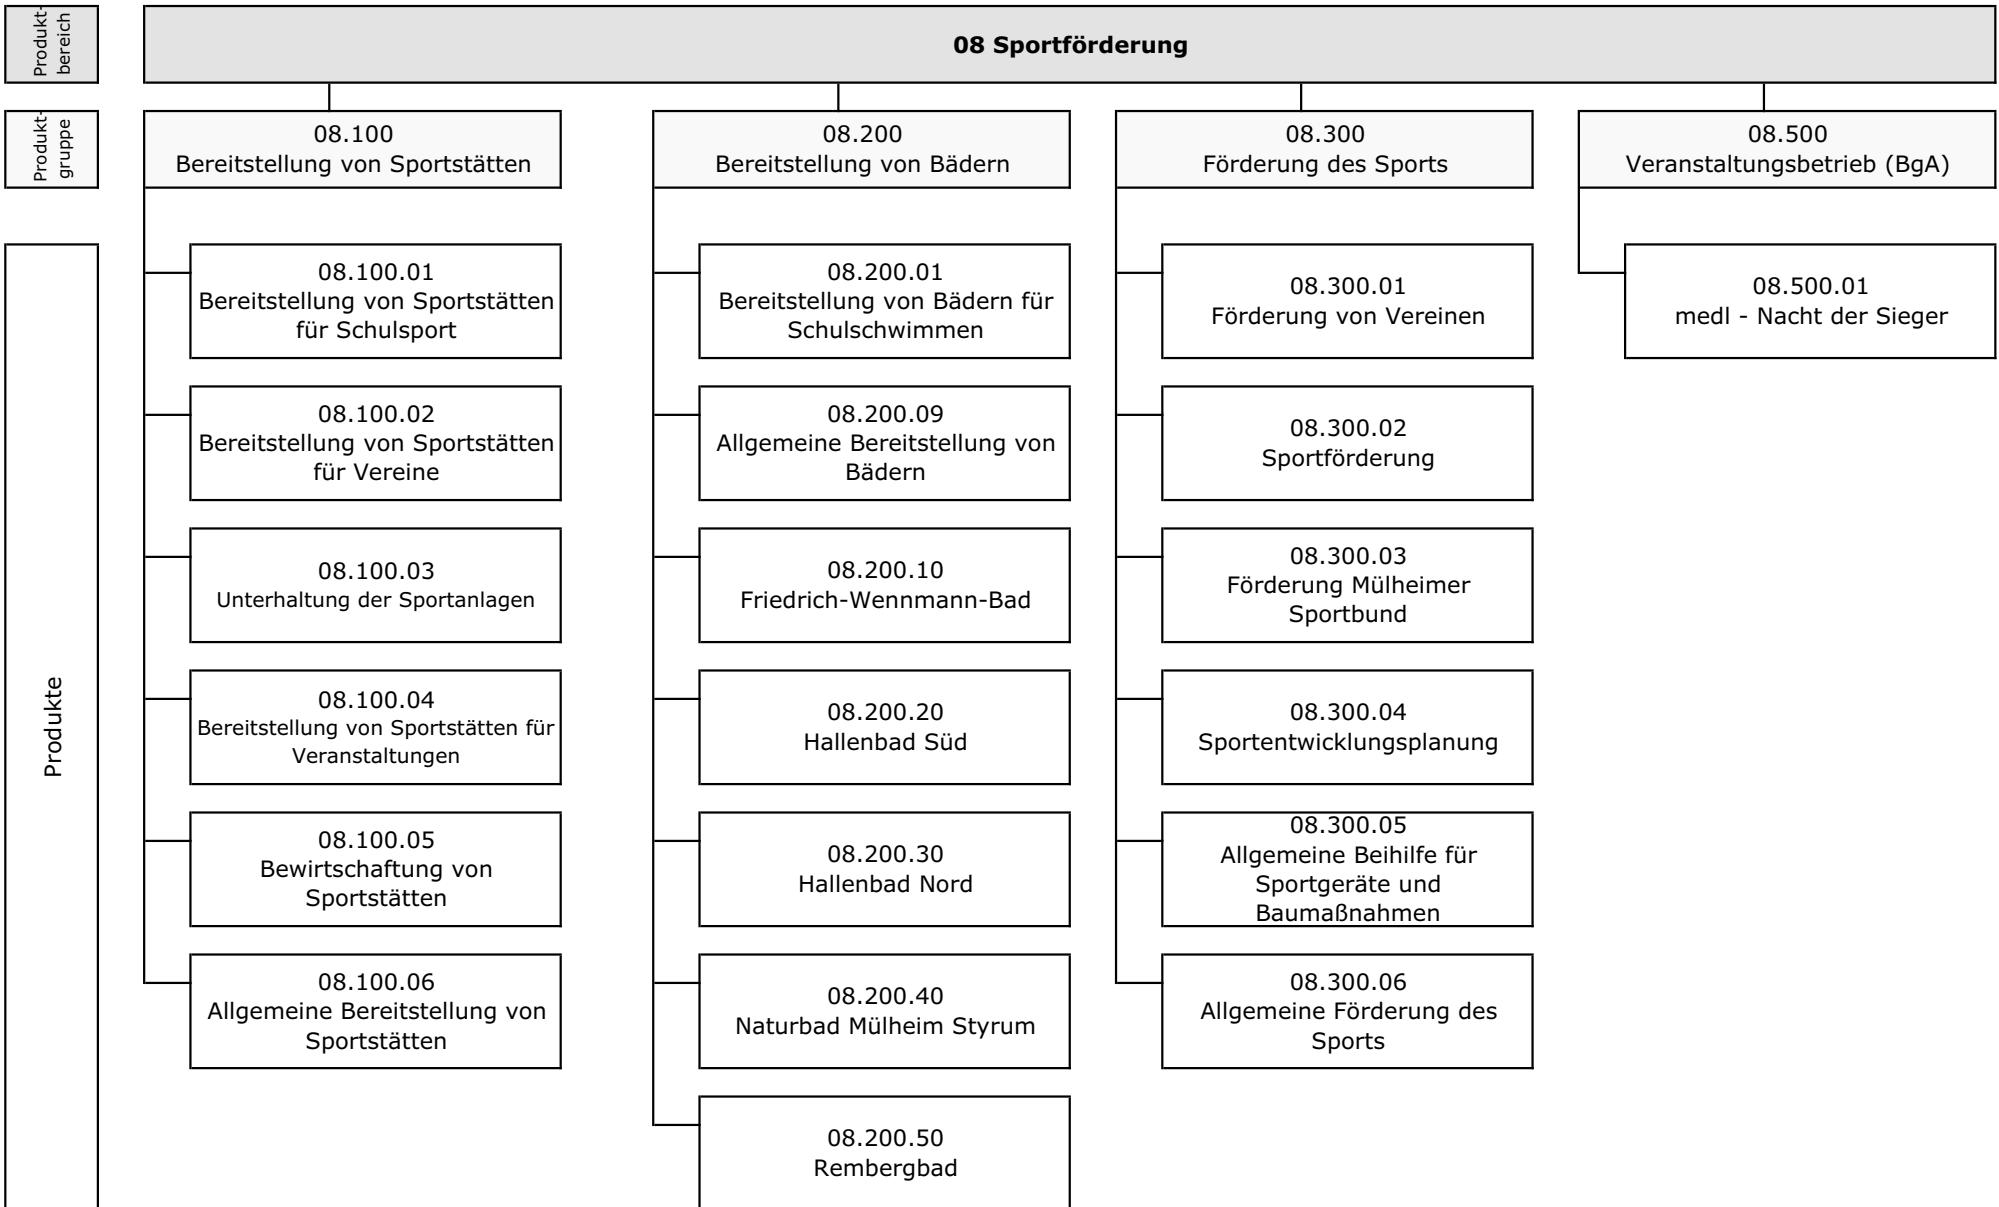 Produkt-
bereich
08 Sportförderung
Produkt-
gruppe
08.100
Bereitstellung von Sportstätten
08.200
Bereitstellung von Bädern
08.300
Förderung des Sports
08.500
Veranstaltungsbetrieb (BgA)
Produkte
08.100.01
Bereitstellung von Sportstätten
für Schulsport
08.100.02
Bereitstellung von Sportstätten
für Vereine
08.100.03
Unterhaltung der Sportanlagen
08.100.04
Bereitstellung von Sportstätten für
Veranstaltungen
08.100.05
Bewirtschaftung von
Sportstätten
08.100.06
Allgemeine Bereitstellung von
Sportstätten
08.200.01
Bereitstellung von Bädern für
Schulschwimmen
08.200.09
Allgemeine Bereitstellung von
Bädern
08.200.10
Friedrich-Wennmann-Bad
08.200.20
Hallenbad Süd
08.200.30
Hallenbad Nord
08.200.40
Naturbad Mülheim Styrum
08.200.50
Rembergbad
08.300.01
Förderung von Vereinen
08.300.02
Sportförderung
08.300.03
Förderung Mülheimer
Sportbund
08.300.04
Sportentwicklungsplanung
08.300.05
Allgemeine Beihilfe für
Sportgeräte und
Baumaßnahmen
08.300.06
Allgemeine Förderung des
Sports
08.500.01
medl - Nacht der Sieger